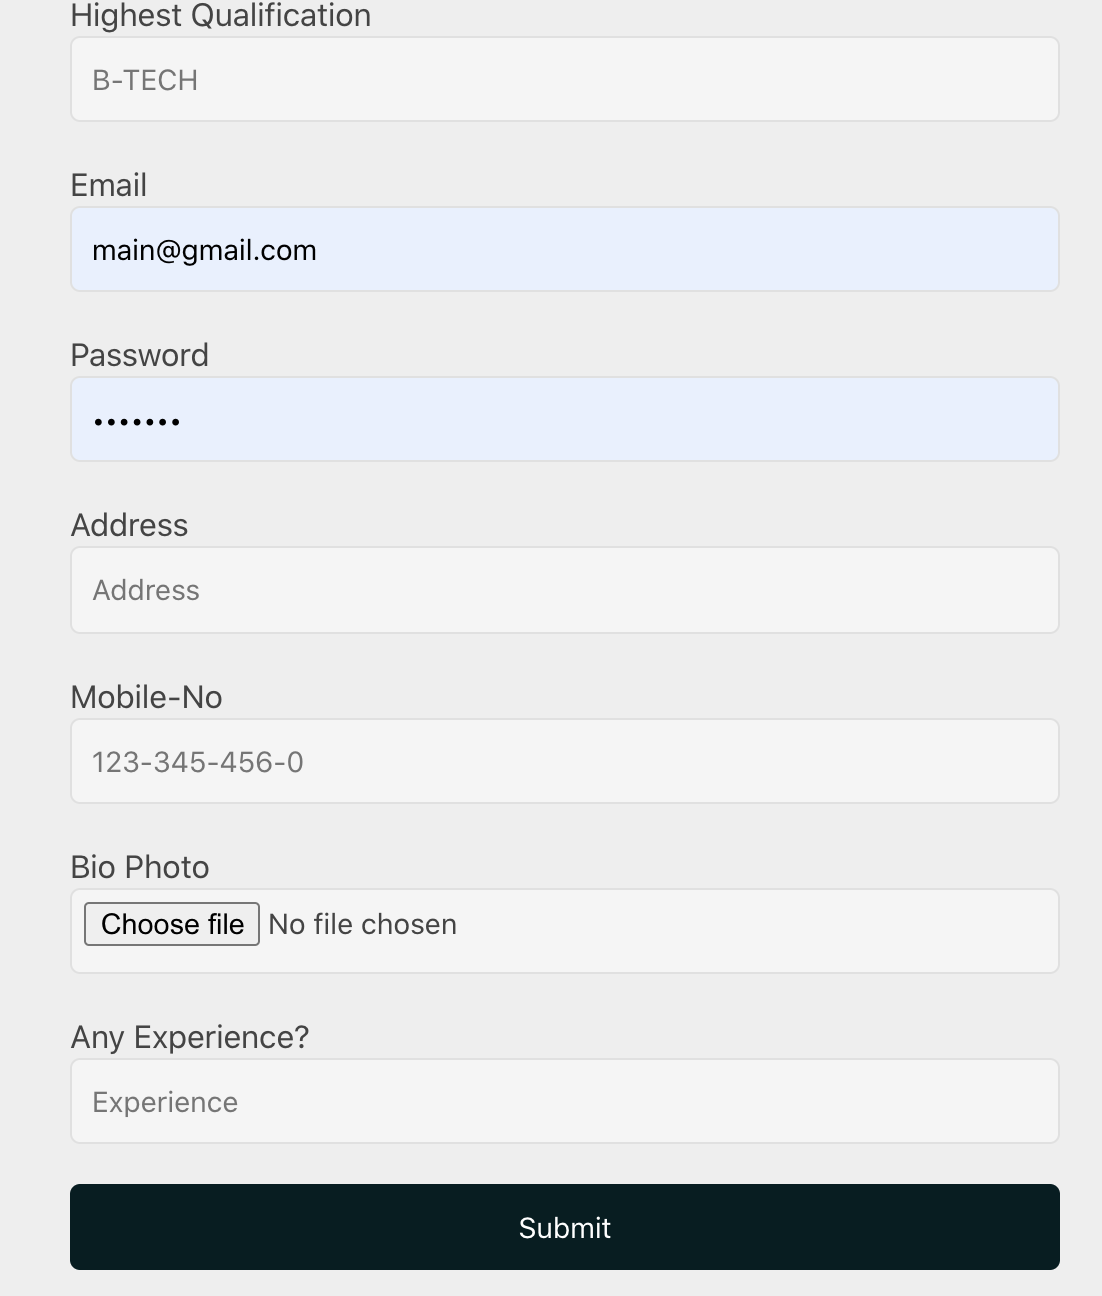 Highest Qualification
B-TECH
Email
main@gmail.com
Password
•••••••
Address
Address
Mobile-No
123-345-456-0
Bio Photo
Choose file No file chosen
Any Experience?
Experience
Submit